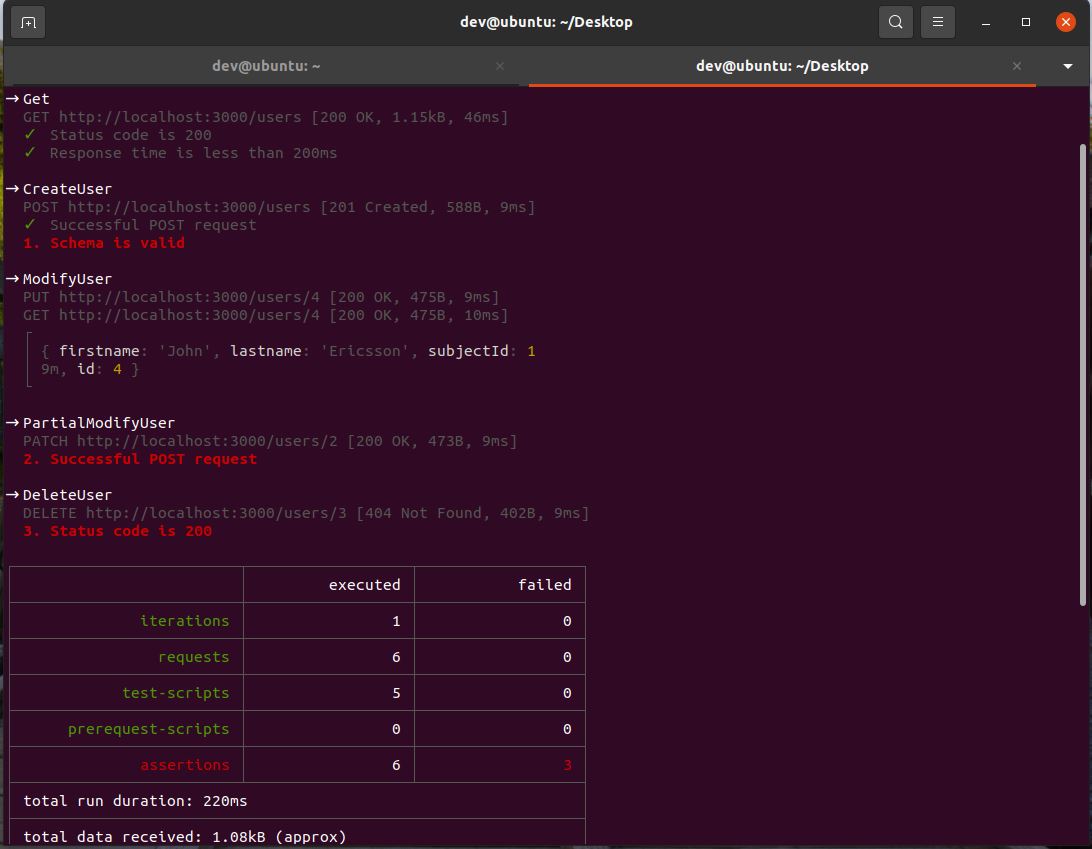 dev@ubuntu: ~/Desktop
dev@ubuntu: ~
dev@ubuntu: ~/Desktop
→ Get
GET http://localhost:3000/users [200 OK, 1.15kB, 46ms]
✓ Status code is 200
✓ Response time is less than 200ms
→ CreateUser
POST http://localhost:3000/users [201 Created, 588B, 9ms]
✓ Successful POST request
1. Schema is valid
→ ModifyUser
PUT http://localhost:3000/users/4 [200 OK, 475B, 9ms]
GET http://localhost:3000/users/4 [200 OK, 475B, 10ms]
{ firstname: 'John', lastname: 'Ericsson', subjectId: 1
9m, id: 4 }
→ PartialModifyUser
PATCH http://localhost:3000/users/2 [200 OK, 473B, 9ms]
2. Successful POST request
→ DeleteUser
DELETE http://localhost:3000/users/3 [404 Not Found, 402B, 9ms]
3. Status code is 200
executed failed
iterations 1 0
requests 6 0
test-scripts 5 0
prerequest-scripts 0 0
assertions 6 3
total run duration: 220ms
total data received: 1.08kB (approx)